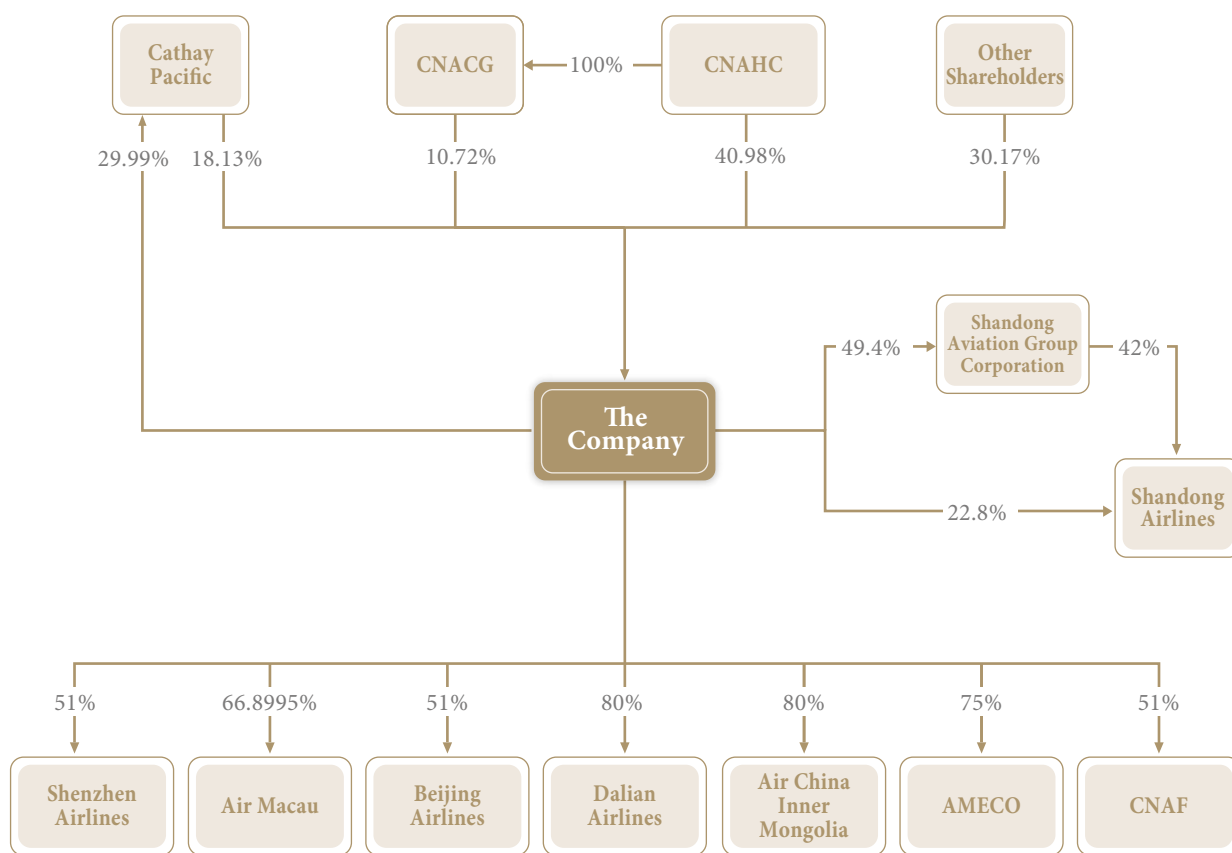 Cathay
Pacific
CNACG
100%
CNAHC
Other
Shareholders
29.99%
18.13%
10.72%
40.98%
30.17%
Shandong
Aviation Group
Corporation
49.4%
42%
The
Company
22.8%
Shandong
Airlines
51%
66.8995%
51%
80%
80%
75%
51%
Shenzhen
Airlines
Air Macau
Beijing
Airlines
Dalian
Airlines
Air China
Inner
Mongolia
AMECO
CNAF